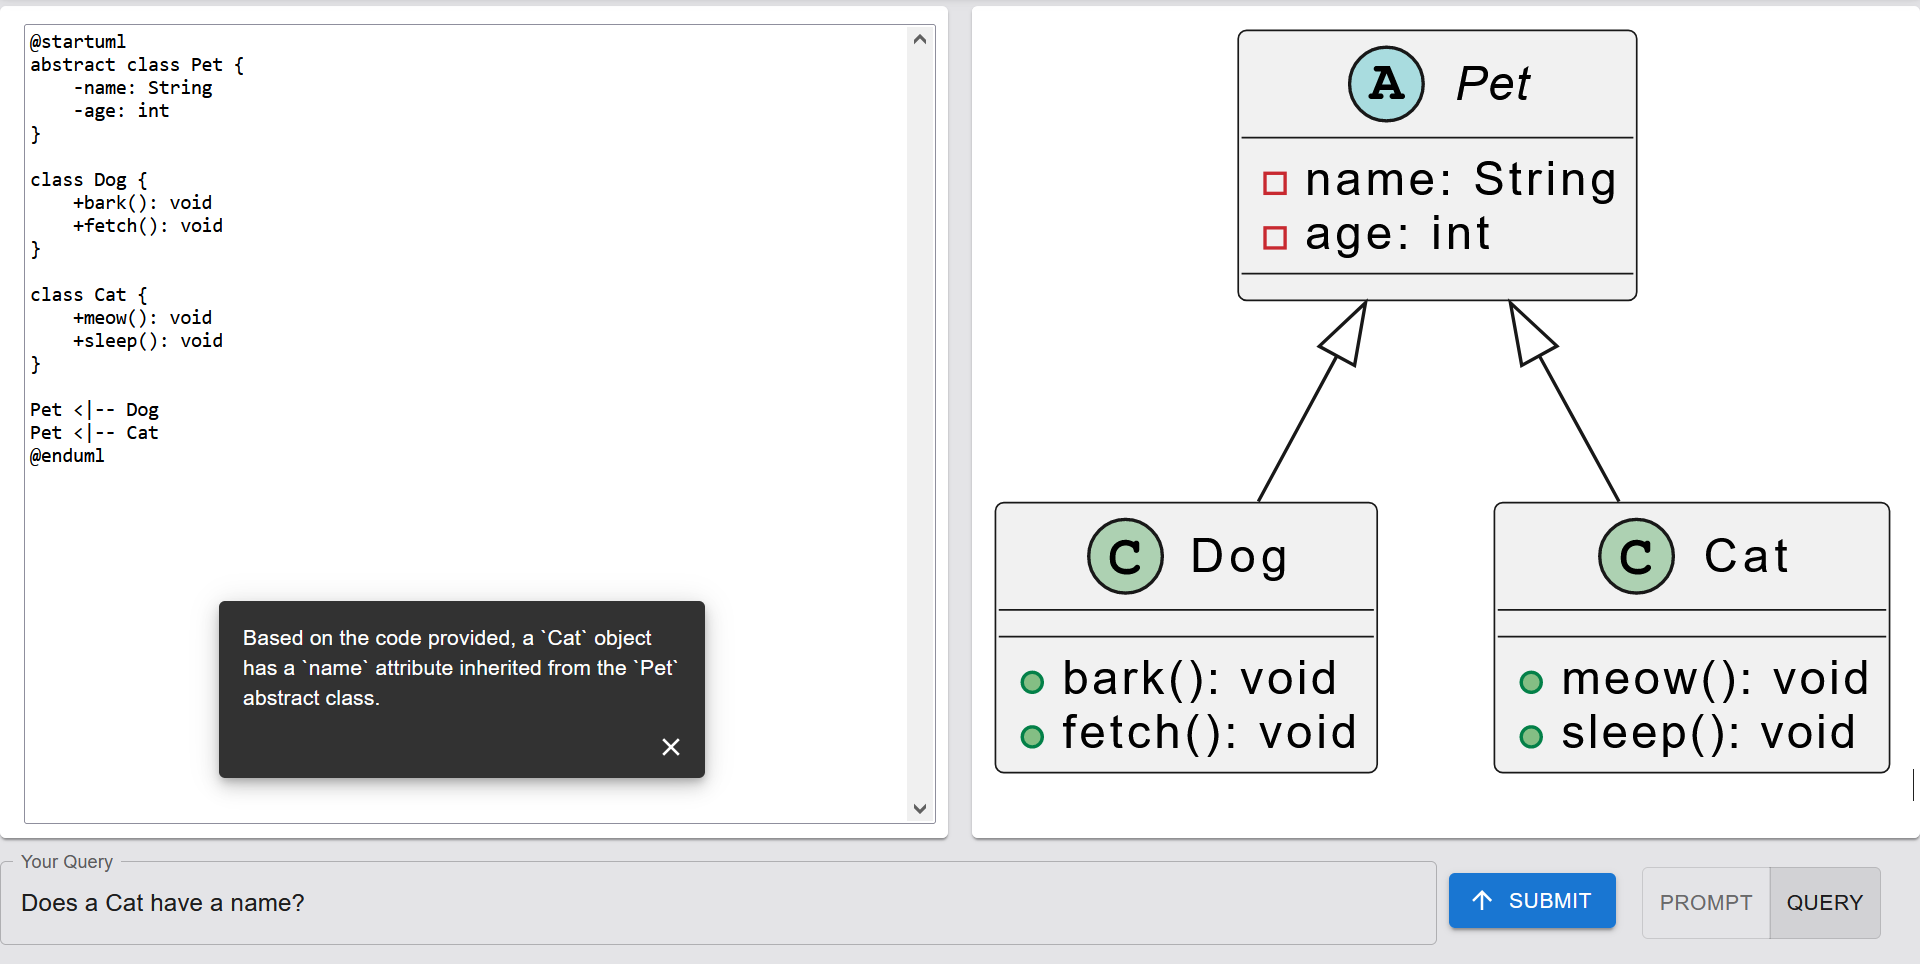 @startuml
abstract class Pet {
    -name: String
    -age: int
}

class Dog {
    +bark(): void
    +fetch(): void
}

class Cat {
    +meow(): void
    +sleep(): void
}

Pet <|-- Dog
Pet <|-- Cat
@enduml
Based on the code provided, a `Cat` object
has a `name` attribute inherited from the `Pet`
abstract class.
A Pet
name: String
age: int
C Dog
bark(): void
fetch(): void
C Cat
meow(): void
sleep(): void
Your Query
Does a Cat have a name?
SUBMIT
PROMPT
QUERY